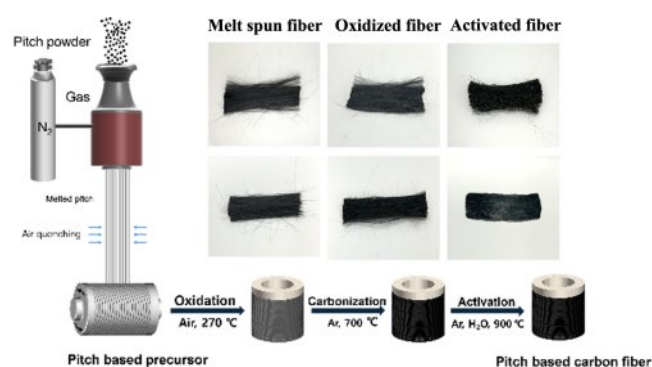 Melt spun fiber Oxidized fiber Activated fiber
Pitch powder
Gas
N₂
Melted pitch
Air quenching
Oxidation
Air, 270 ℃
Carbonization
Ar, 700 ℃
Activation
Ar, H₂O, 900 ℃
Pitch based precursor
Pitch based carbon fiber